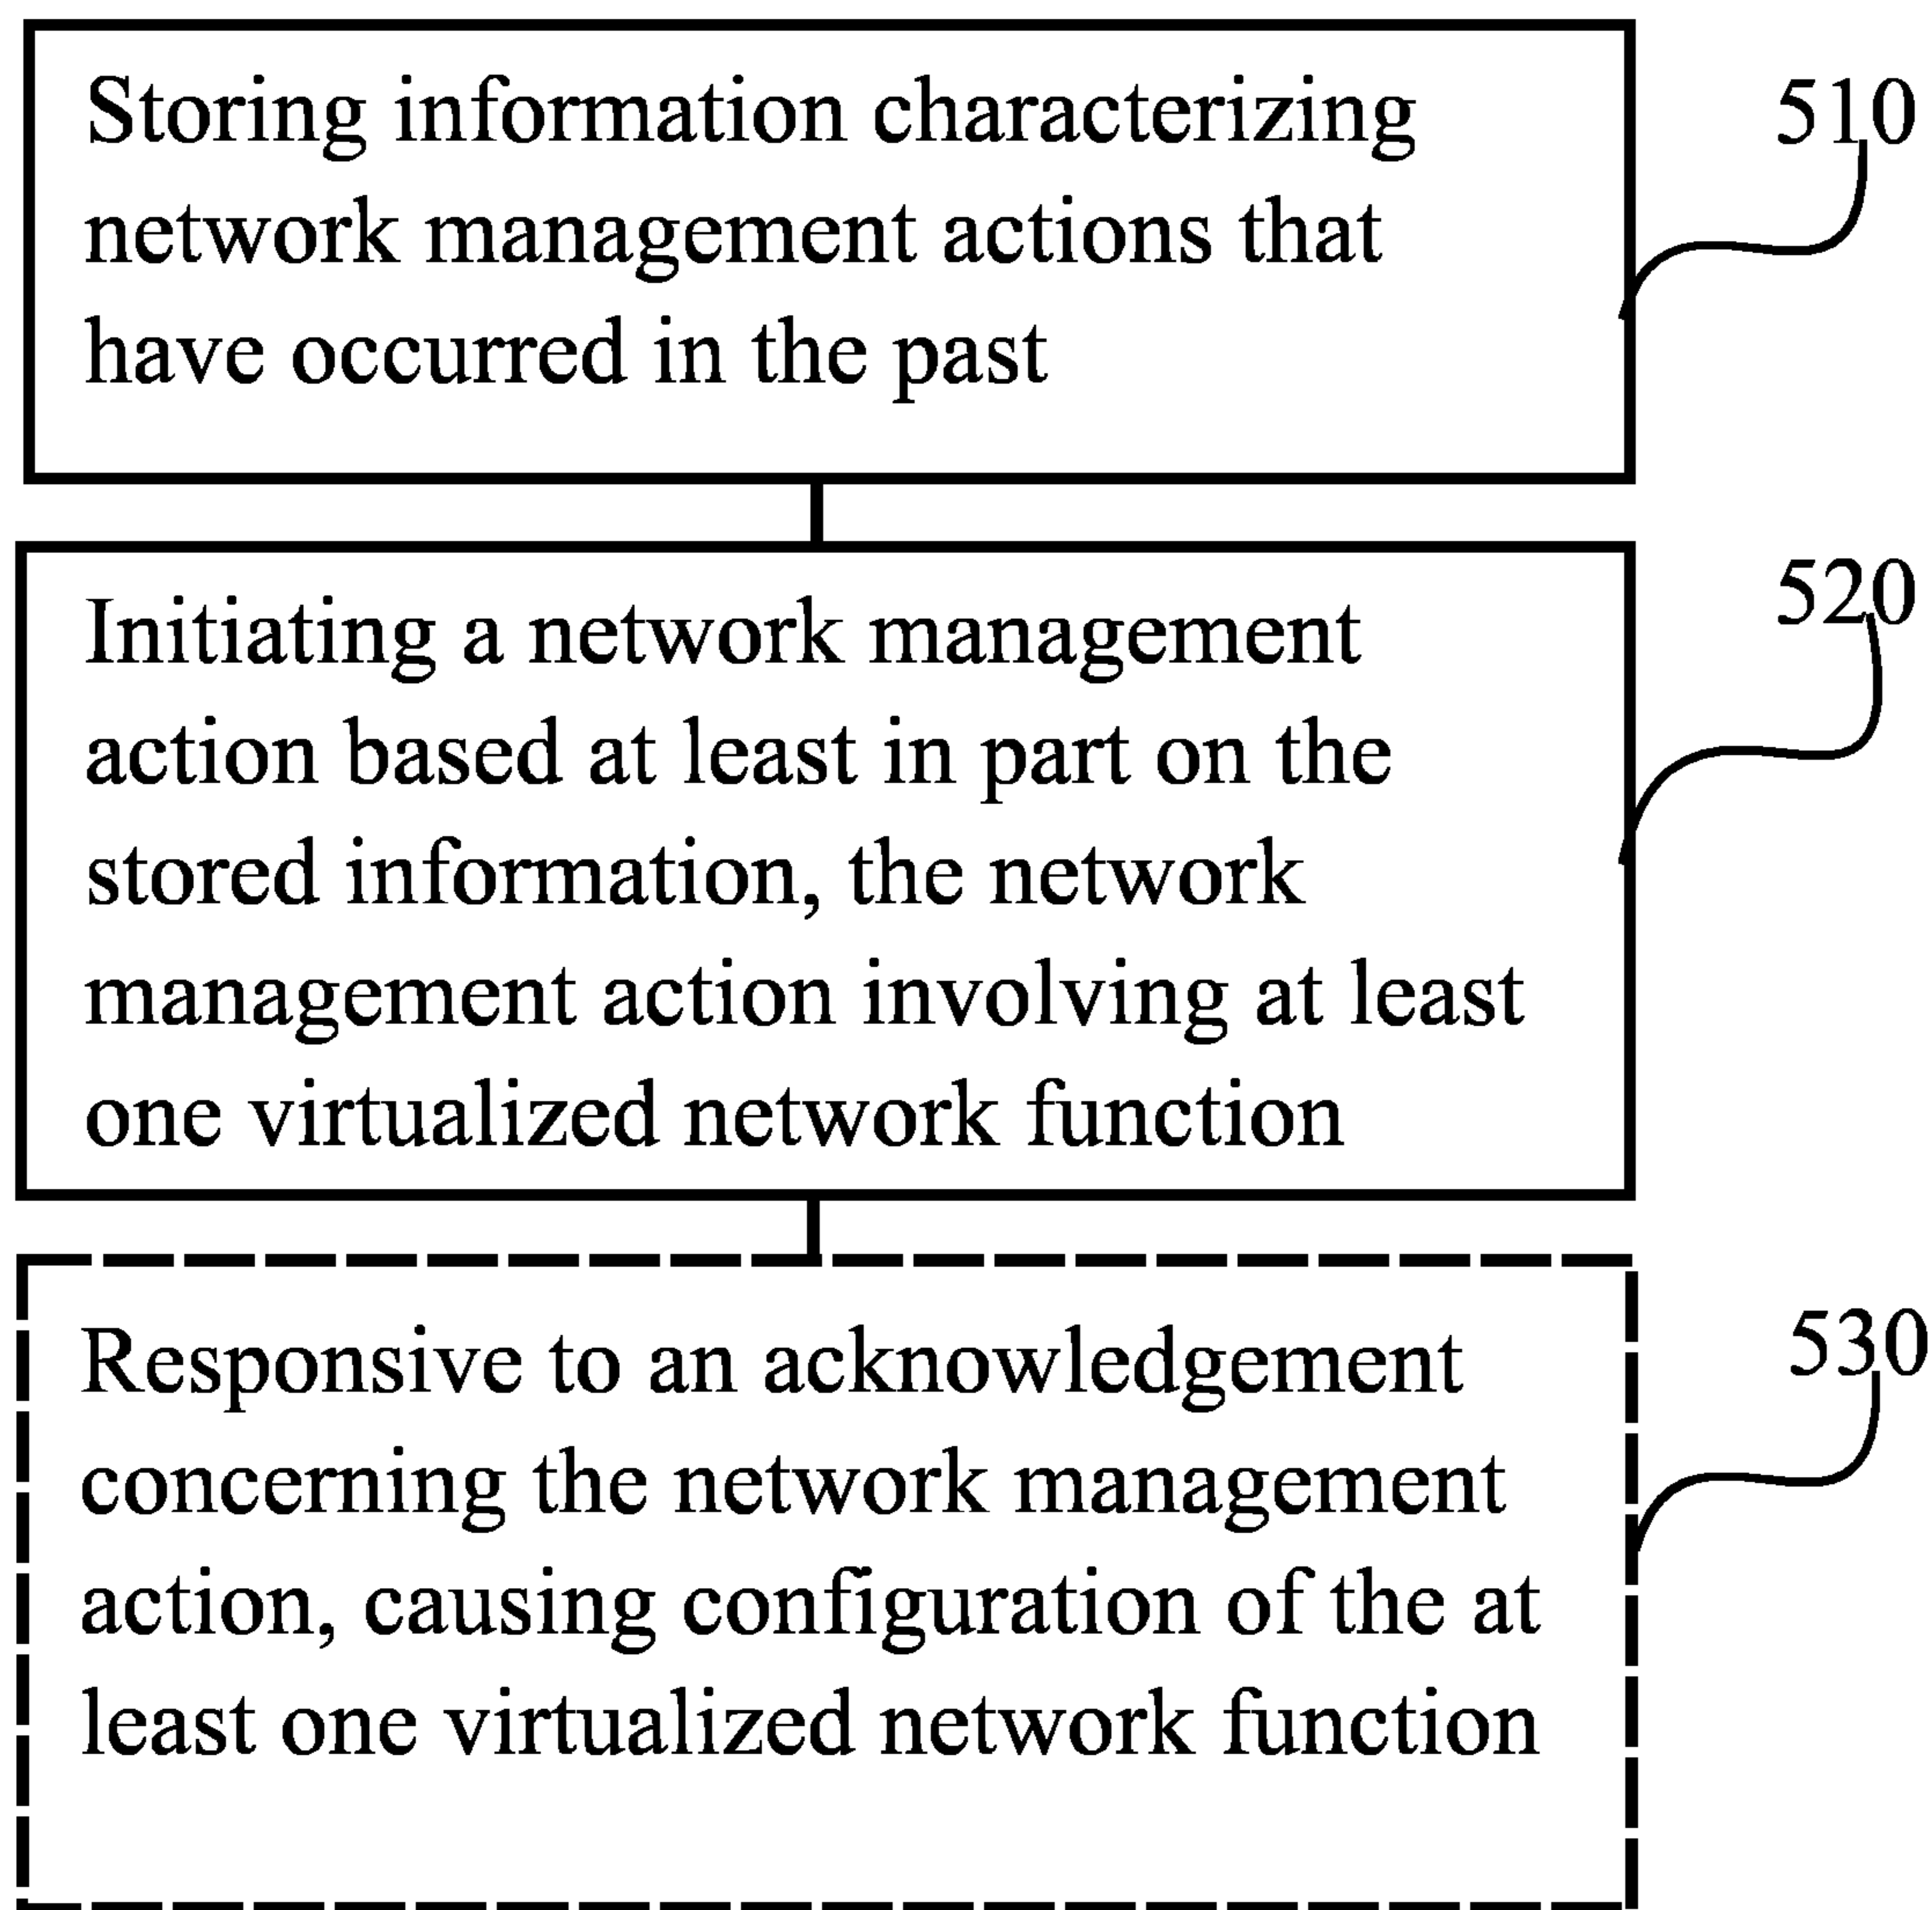 Storing information characterizing
network management actions that
have occurred in the past
510
Initiating a network management
action based at least in part on the
stored information, the network
management action involving at least
one virtualized network function
520
Responsive to an acknowledgement
concerning the network management
action, causing configuration of the at
least one virtualized network function
530